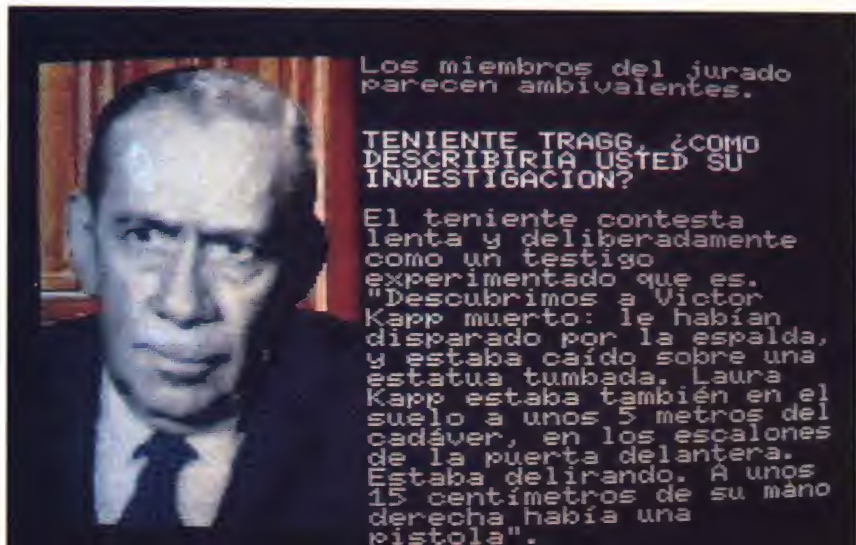 Los miembros del jurado
parecen ambivalentes.
TENIENTE TRAGG, ¿COMO
DESCRIBIRIA USTED SU
INVESTIGACION?
El teniente contesta
lenta y deliberadamente
como un testigo
experimentado que es.
"Descubrimos a Victor
Kapp muerto: le habían
disparado por la espalda,
y estaba caído sobre una
estatua tumbada. Laura
Kapp estaba también en el
suelo a unos 5 metros del
cadáver, en los escalones
de la puerta delantera.
Estaba delirando. A unos
15 centímetros de su mano
derecha había una
pistola".